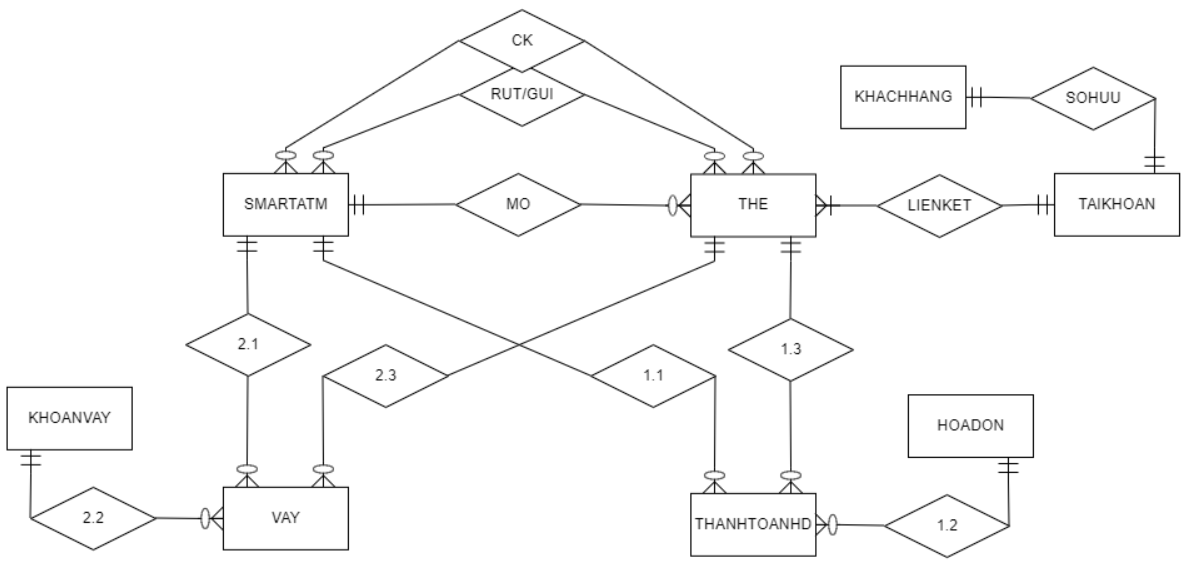 CK
RUT/GUI
KHACHHANG
SOHUU
SMARTATM
MO
THE
LIENKET
TAIKHOAN
2.1
2.3
1.1
1.3
KHOANVAY
HOADON
2.2
VAY
THANHTOANHD
1.2